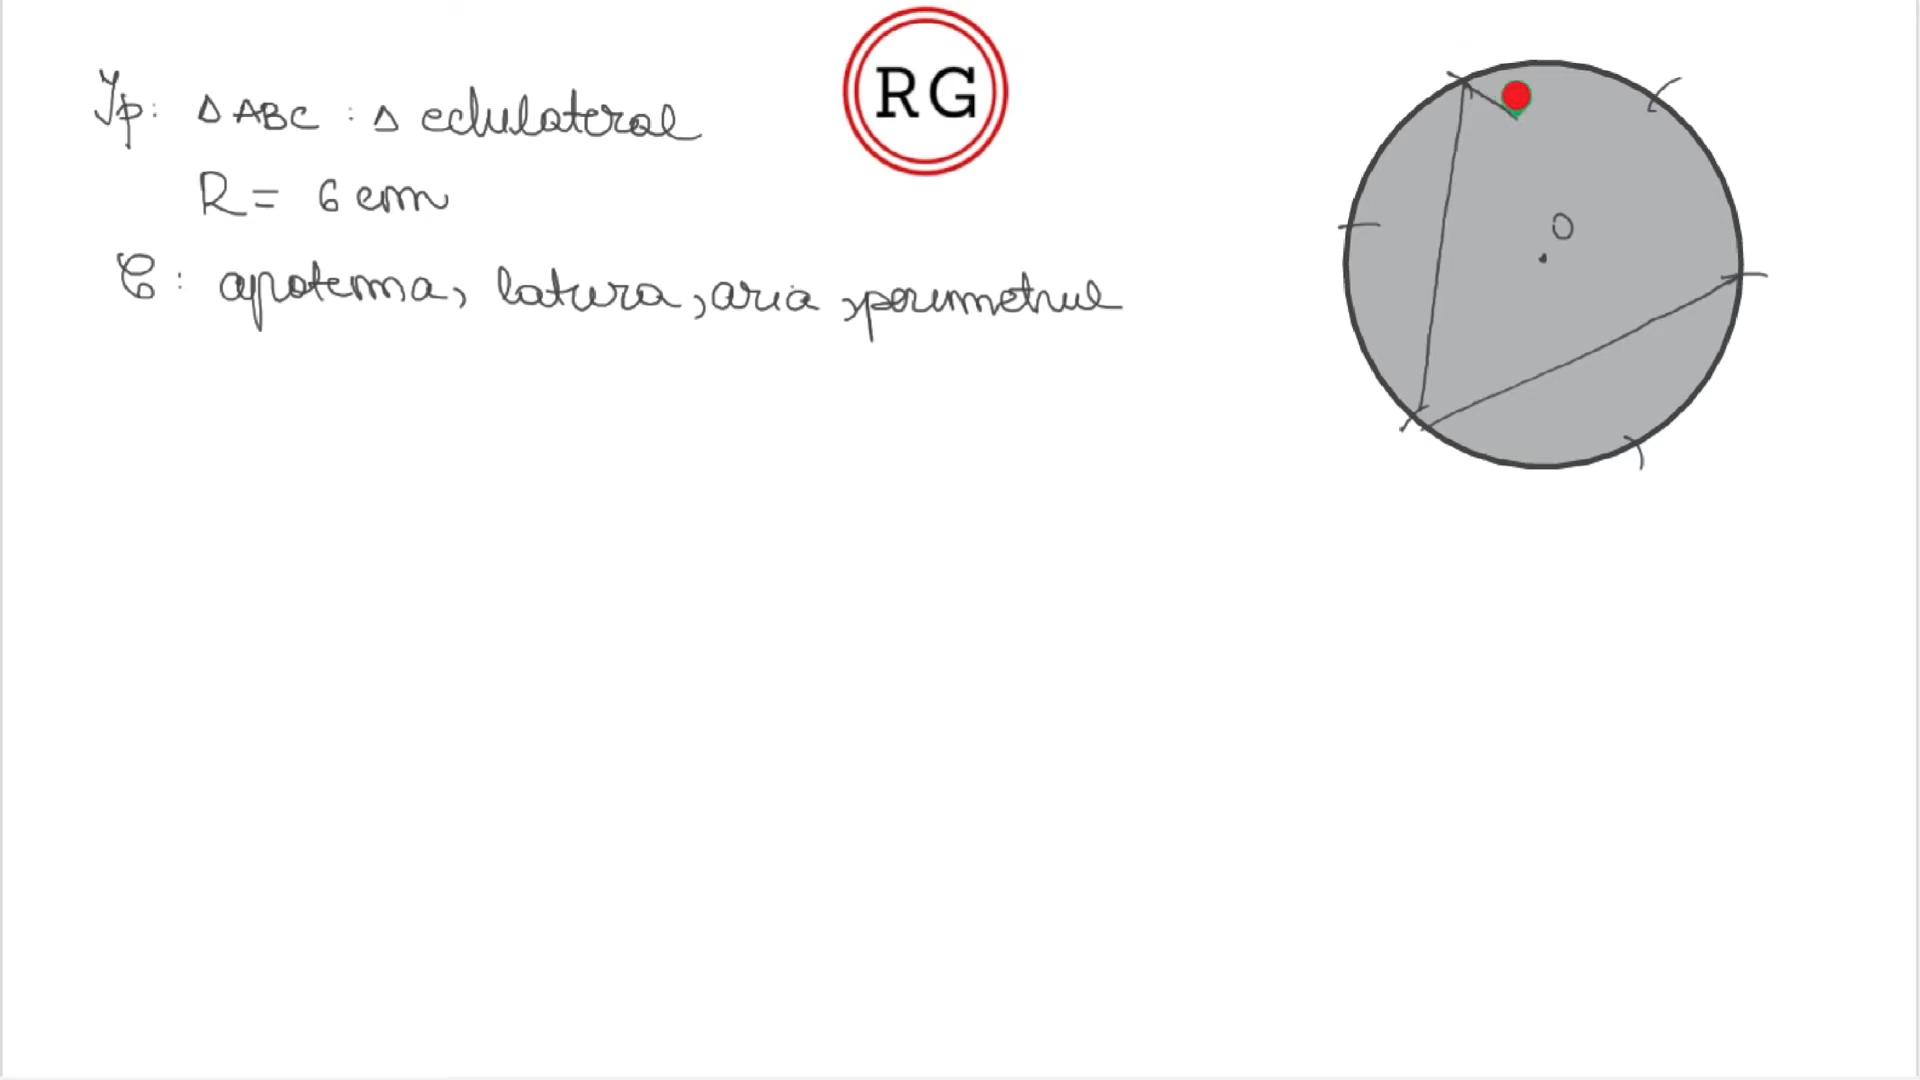 RG
Ip: Δ ABC : Δ echilateral
R = 6 cm
C: apotema, latura, aria, perimetrul
O